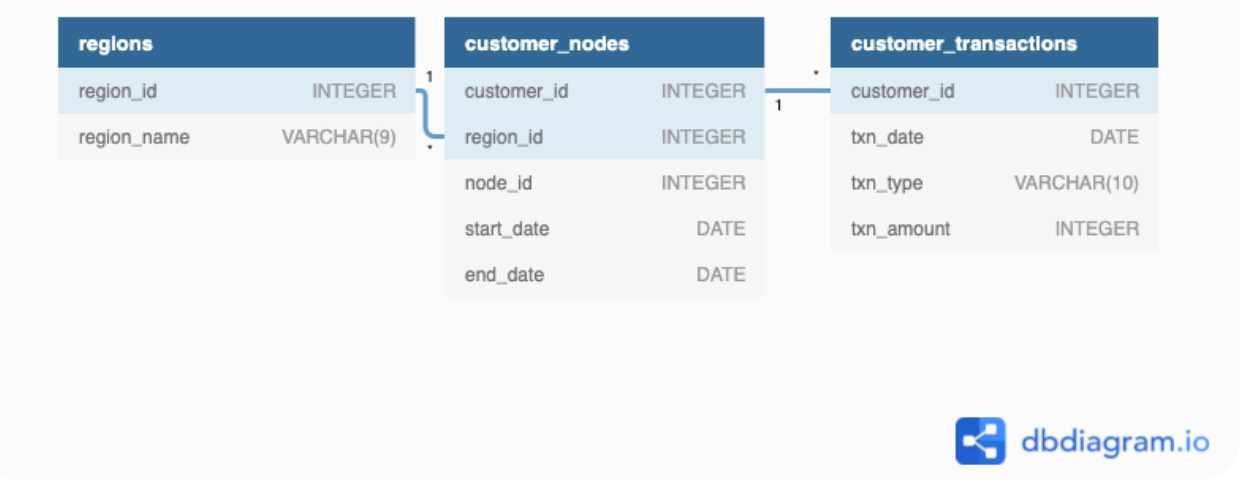 regions
region_id INTEGER
region_name VARCHAR(9)
1
*
customer_nodes
customer_id INTEGER
region_id INTEGER
node_id INTEGER
start_date DATE
end_date DATE
1
*
customer_transactions
customer_id INTEGER
txn_date DATE
txn_type VARCHAR(10)
txn_amount INTEGER
dbdiagram.io